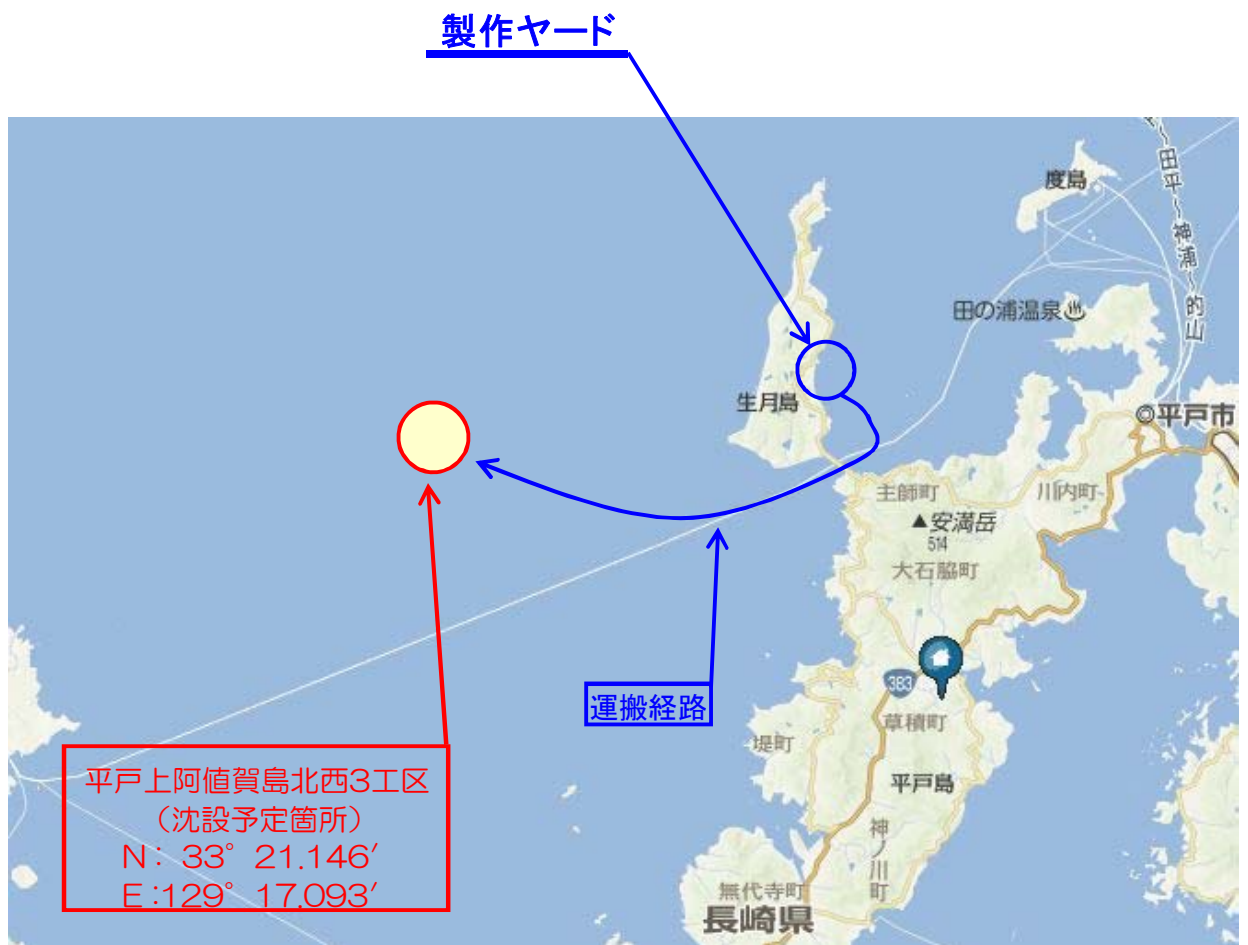 製作ヤード
度島
田平～神浦～的山
田の浦温泉
生月島
平戸市
主師町
川内町
安満岳
514
大石脇町
383
運搬経路
草積町
堤町
平戸島
平戸上阿値賀島北西3工区
（沈設予定箇所）
N: 33° 21.146′
E:129° 17.093′
神ノ川町
無代寺町
長崎県